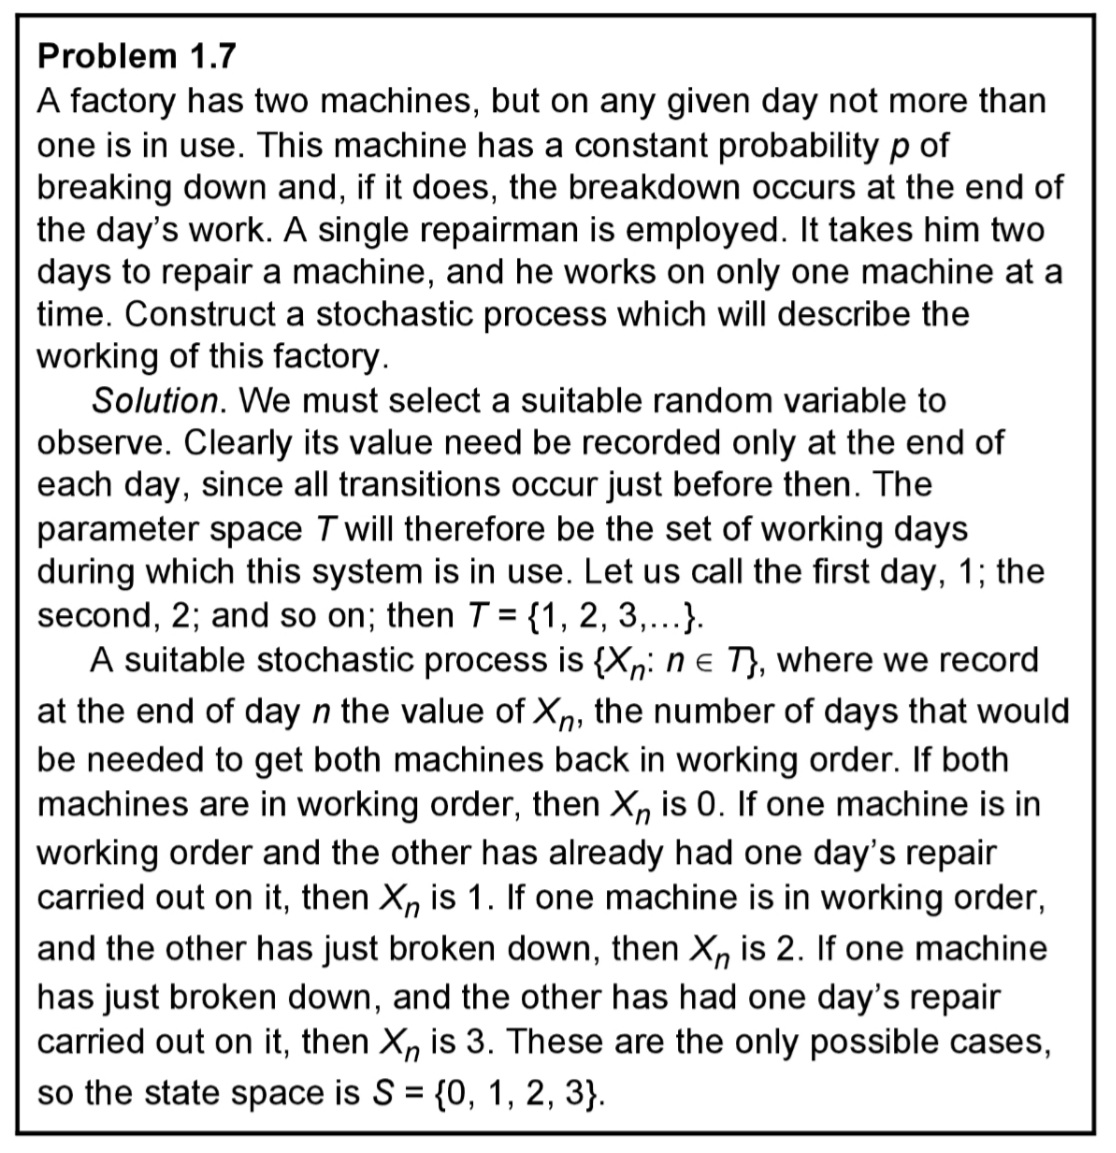 Problem 1.7
A factory has two machines, but on any given day not more than
one is in use. This machine has a constant probability p of
breaking down and, if it does, the breakdown occurs at the end of
the day’s work. A single repairman is employed. It takes him two
days to repair a machine, and he works on only one machine at a
time. Construct a stochastic process which will describe the
working of this factory.
Solution. We must select a suitable random variable to
observe. Clearly its value need be recorded only at the end of
each day, since all transitions occur just before then. The
parameter space T will therefore be the set of working days
during which this system is in use. Let us call the first day, 1; the
second, 2; and so on; then T = {1, 2, 3,...}.
A suitable stochastic process is {Xₙ: n ∈ T}, where we record
at the end of day n the value of Xₙ, the number of days that would
be needed to get both machines back in working order. If both
machines are in working order, then Xₙ is 0. If one machine is in
working order and the other has already had one day’s repair
carried out on it, then Xₙ is 1. If one machine is in working order,
and the other has just broken down, then Xₙ is 2. If one machine
has just broken down, and the other has had one day’s repair
carried out on it, then Xₙ is 3. These are the only possible cases,
so the state space is S = {0, 1, 2, 3}.